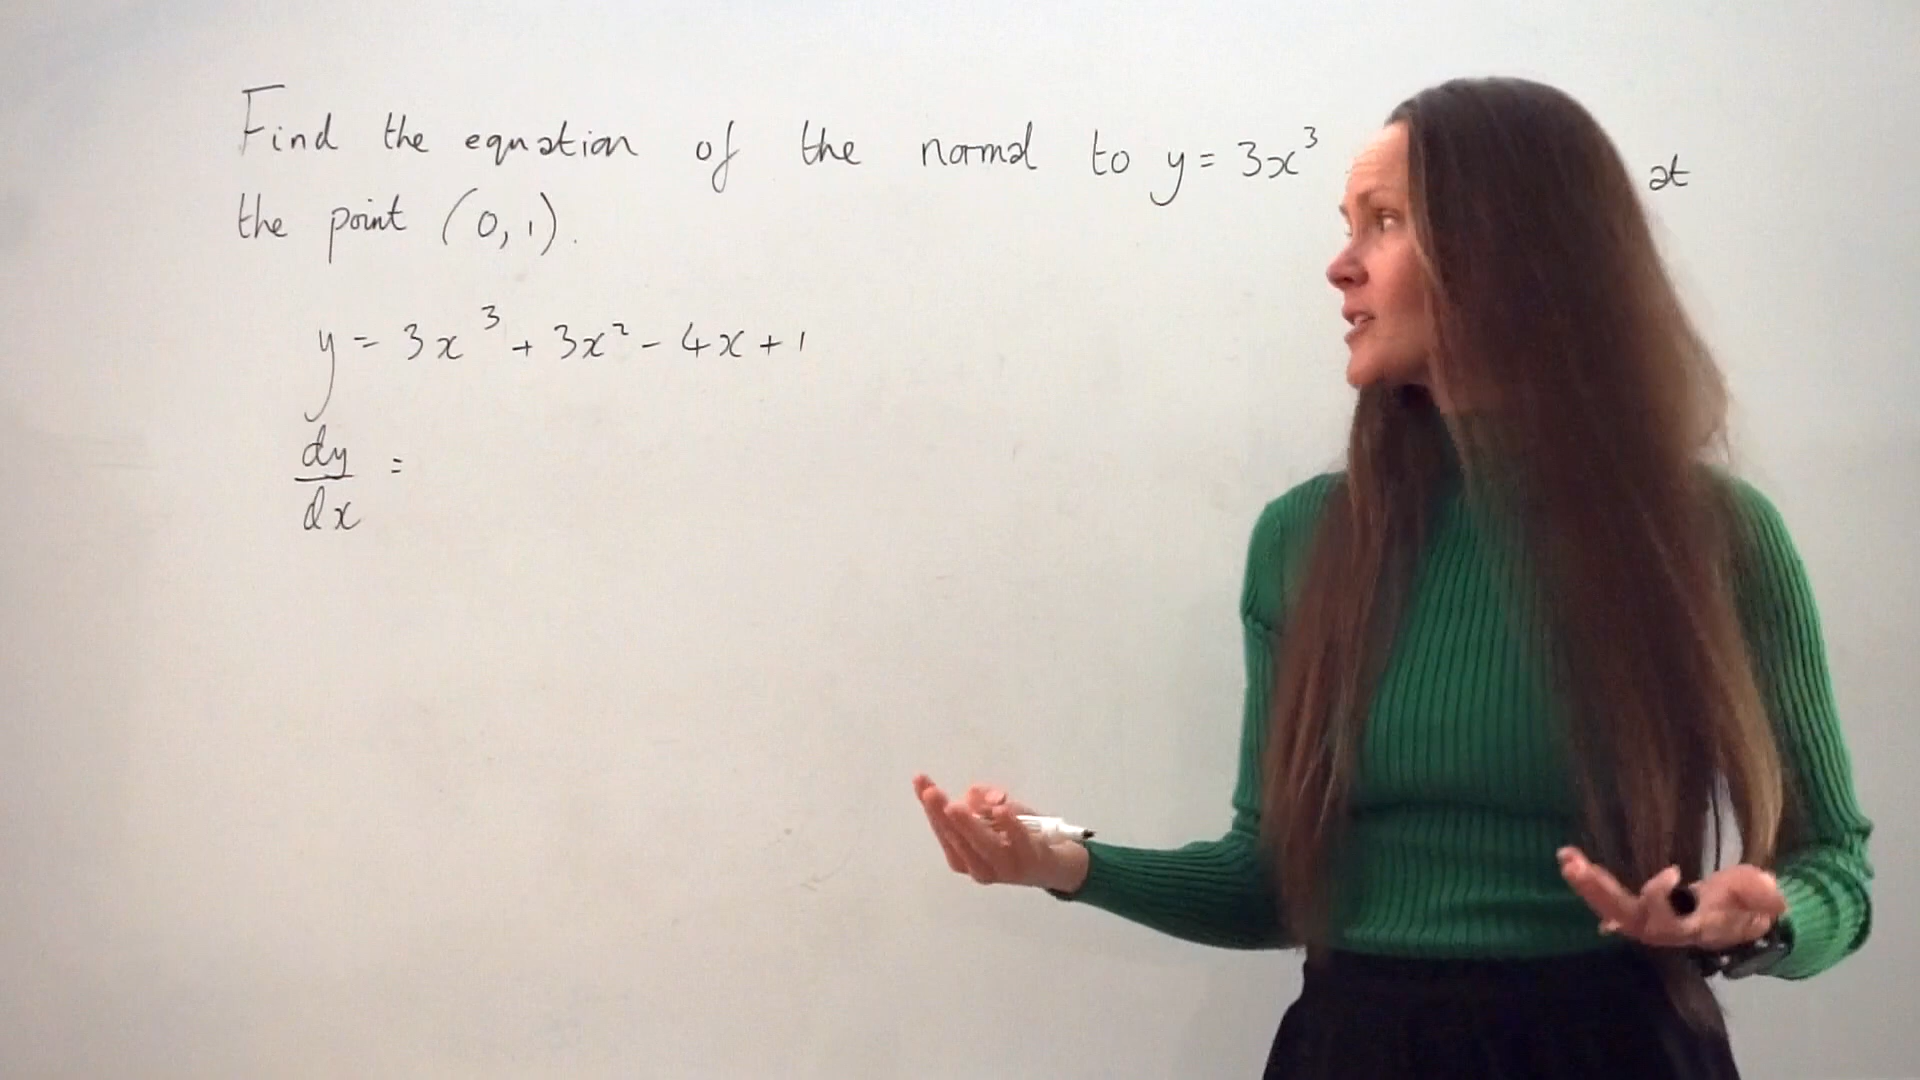 Find the equation of the normal to y = 3x³ at
the point (0, 1).
y = 3x³ + 3x² - 4x + 1
dy/dx =